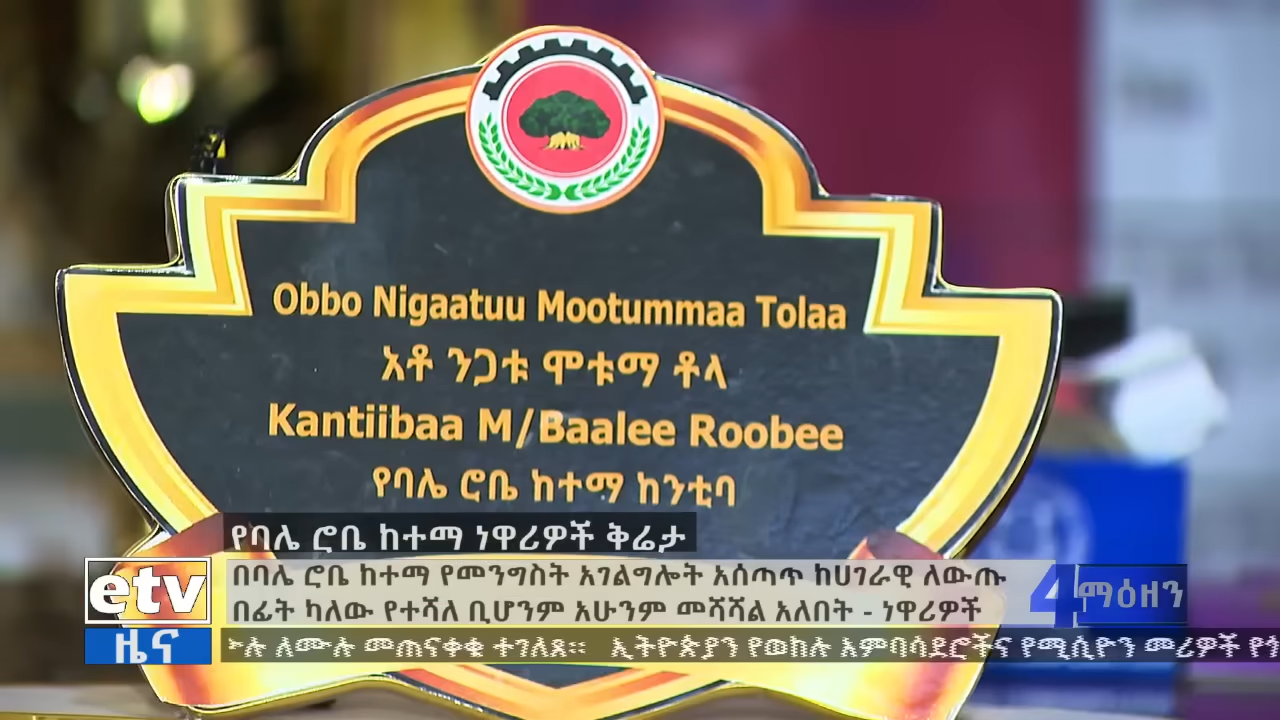 Obbo Nigaatuu Mootummaa Tolaa
አቶ ንጋቱ ሞቱማ ቶላ
Kantiibaa M/Baalee Roobee
የባሌ ሮቤ ከተማ ከንቲባ
የባሌ ሮቤ ከተማ ነዋሪዎች ቅሬታ
በባሌ ሮቤ ከተማ የመንግስት አገልግሎት አሰጣጥ ከሀገራዊ ለውጡ
በፊት ካለው የተሻለ ቢሆንም አሁንም መሻሻል አለበት - ነዋሪዎች
etv
ዜና
4ማዕዘን
ለሙሉ መጠናቀቁ ተገለጸ። ኢትዮጵያን የወከሉ አምባሳደሮችና የሚሲዮን መሪዎች